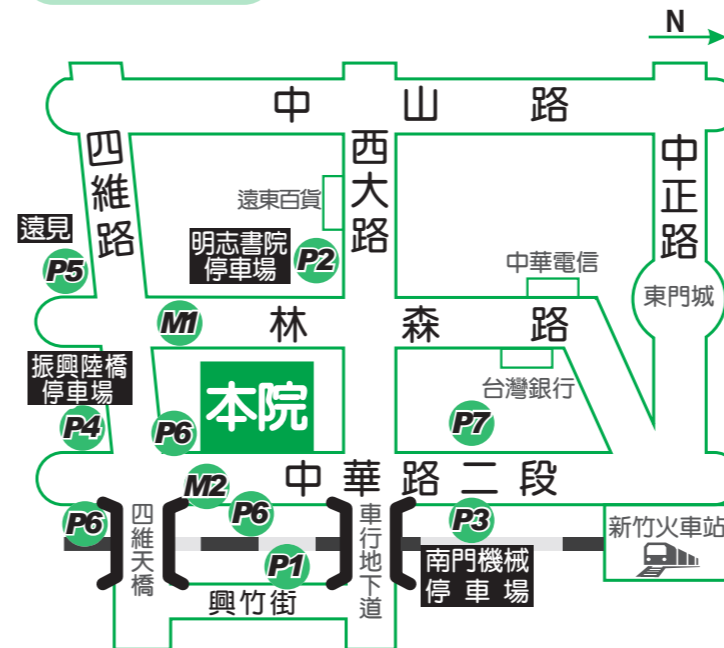 N
中山路
四維路
西大路
中正路
遠東百貨
遠見
P5
明志書院
停車場
P2
中華電信
東門城
M1
林森路
振興陸橋
停車場
P4
P6
本院
台灣銀行
P7
M2
中華路二段
P6
P6
四維天橋
車行地下道
P3
新竹火車站
P1
南門機械
停車場
興竹街